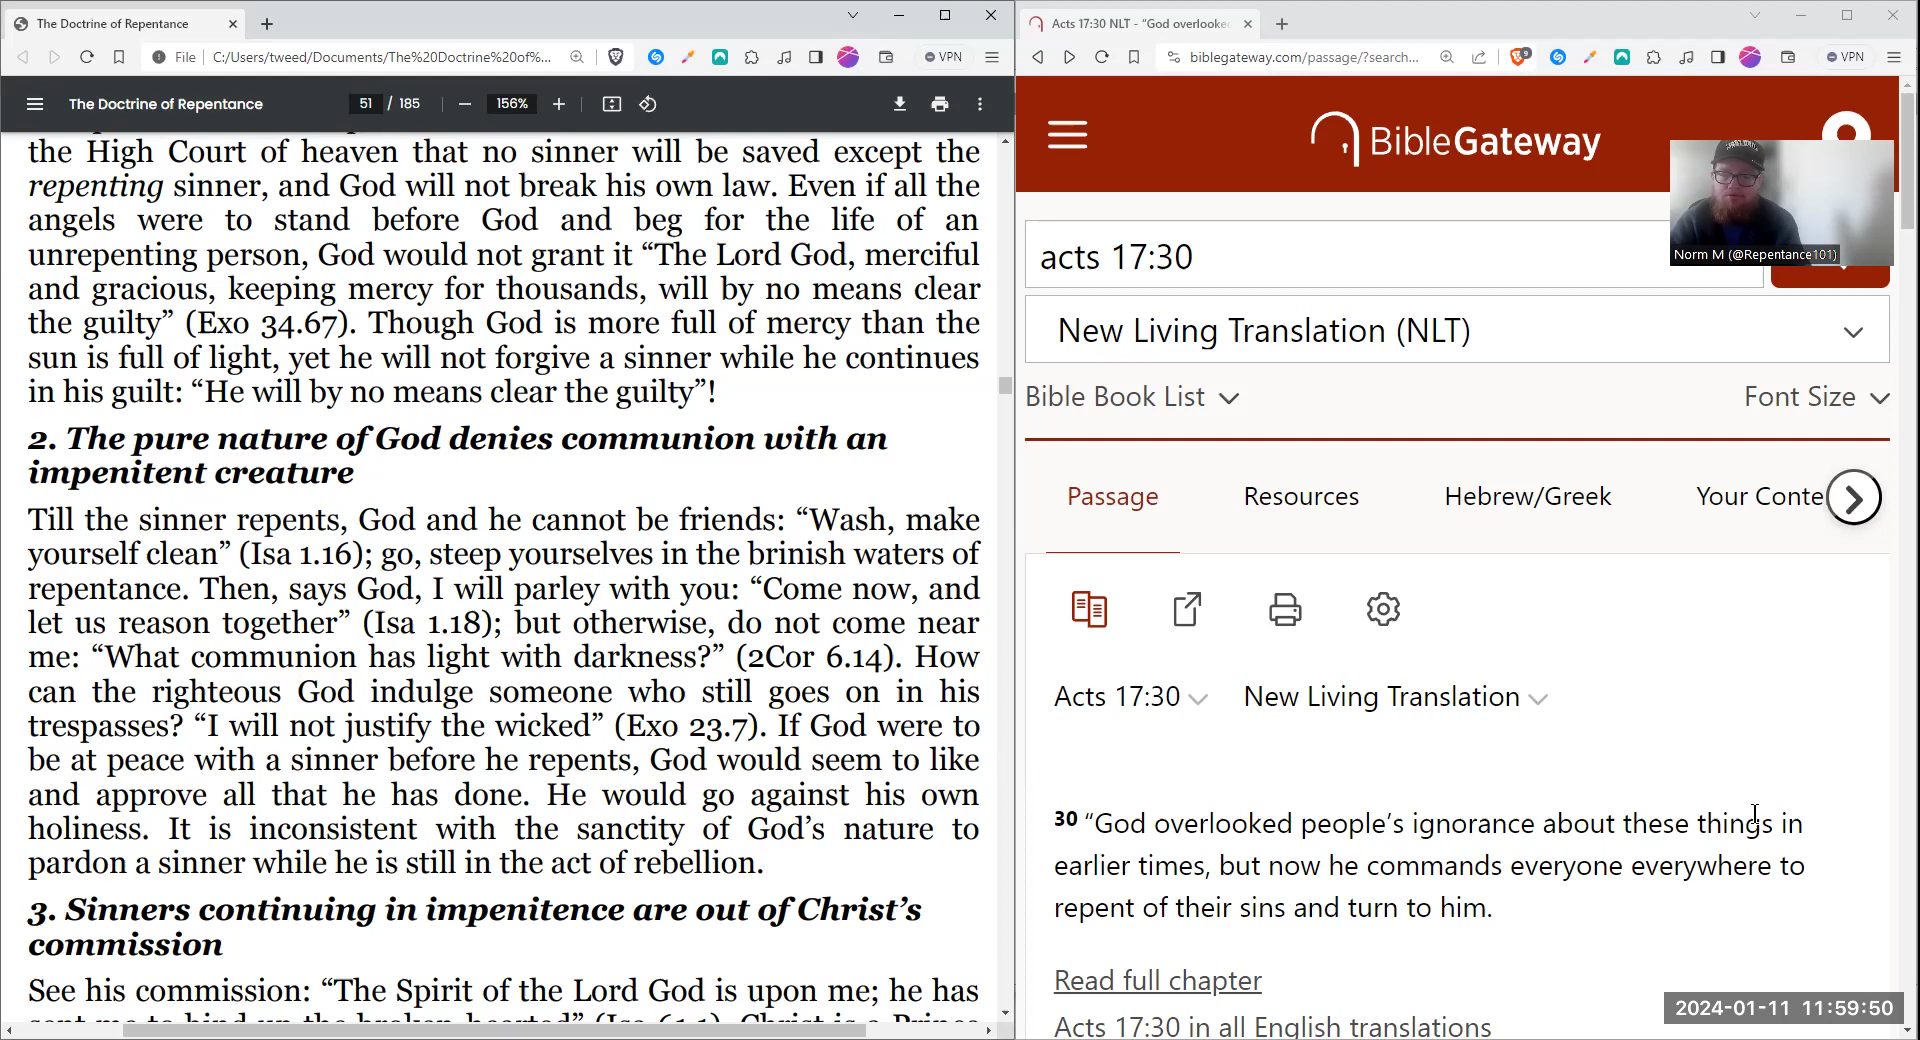 The Doctrine of Repentance
File C:/Users/tweed/Documents/The%20Doctrine%20of%...
VPN
The Doctrine of Repentance 51 / 185 156%
the High Court of heaven that no sinner will be saved except the
repenting sinner, and God will not break his own law. Even if all the
angels were to stand before God and beg for the life of an
unrepenting person, God would not grant it “The Lord God, merciful
and gracious, keeping mercy for thousands, will by no means clear
the guilty” (Exo 34.67). Though God is more full of mercy than the
sun is full of light, yet he will not forgive a sinner while he continues
in his guilt: “He will by no means clear the guilty”!
2. The pure nature of God denies communion with an
impenitent creature
Till the sinner repents, God and he cannot be friends: “Wash, make
yourself clean” (Isa 1.16); go, steep yourselves in the brinish waters of
repentance. Then, says God, I will parley with you: “Come now, and
let us reason together” (Isa 1.18); but otherwise, do not come near
me: “What communion has light with darkness?” (2Cor 6.14). How
can the righteous God indulge someone who still goes on in his
trespasses? “I will not justify the wicked” (Exo 23.7). If God were to
be at peace with a sinner before he repents, God would seem to like
and approve all that he has done. He would go against his own
holiness. It is inconsistent with the sanctity of God’s nature to
pardon a sinner while he is still in the act of rebellion.
3. Sinners continuing in impenitence are out of Christ’s
commission
See his commission: “The Spirit of the Lord God is upon me; he has
sent me to bind up the broken-hearted” (Isa 61.1). Christ is a Prince
Acts 17:30 NLT - “God overlooke
biblegateway.com/passage/?search...
9
VPN
BibleGateway
Norm M (@Repentance101)
acts 17:30
New Living Translation (NLT)
Bible Book List Font Size
Passage Resources Hebrew/Greek Your Conte
Acts 17:30 New Living Translation
30 “God overlooked people’s ignorance about these things in
earlier times, but now he commands everyone everywhere to
repent of their sins and turn to him.
Read full chapter
Acts 17:30 in all English translations
2024-01-11 11:59:50